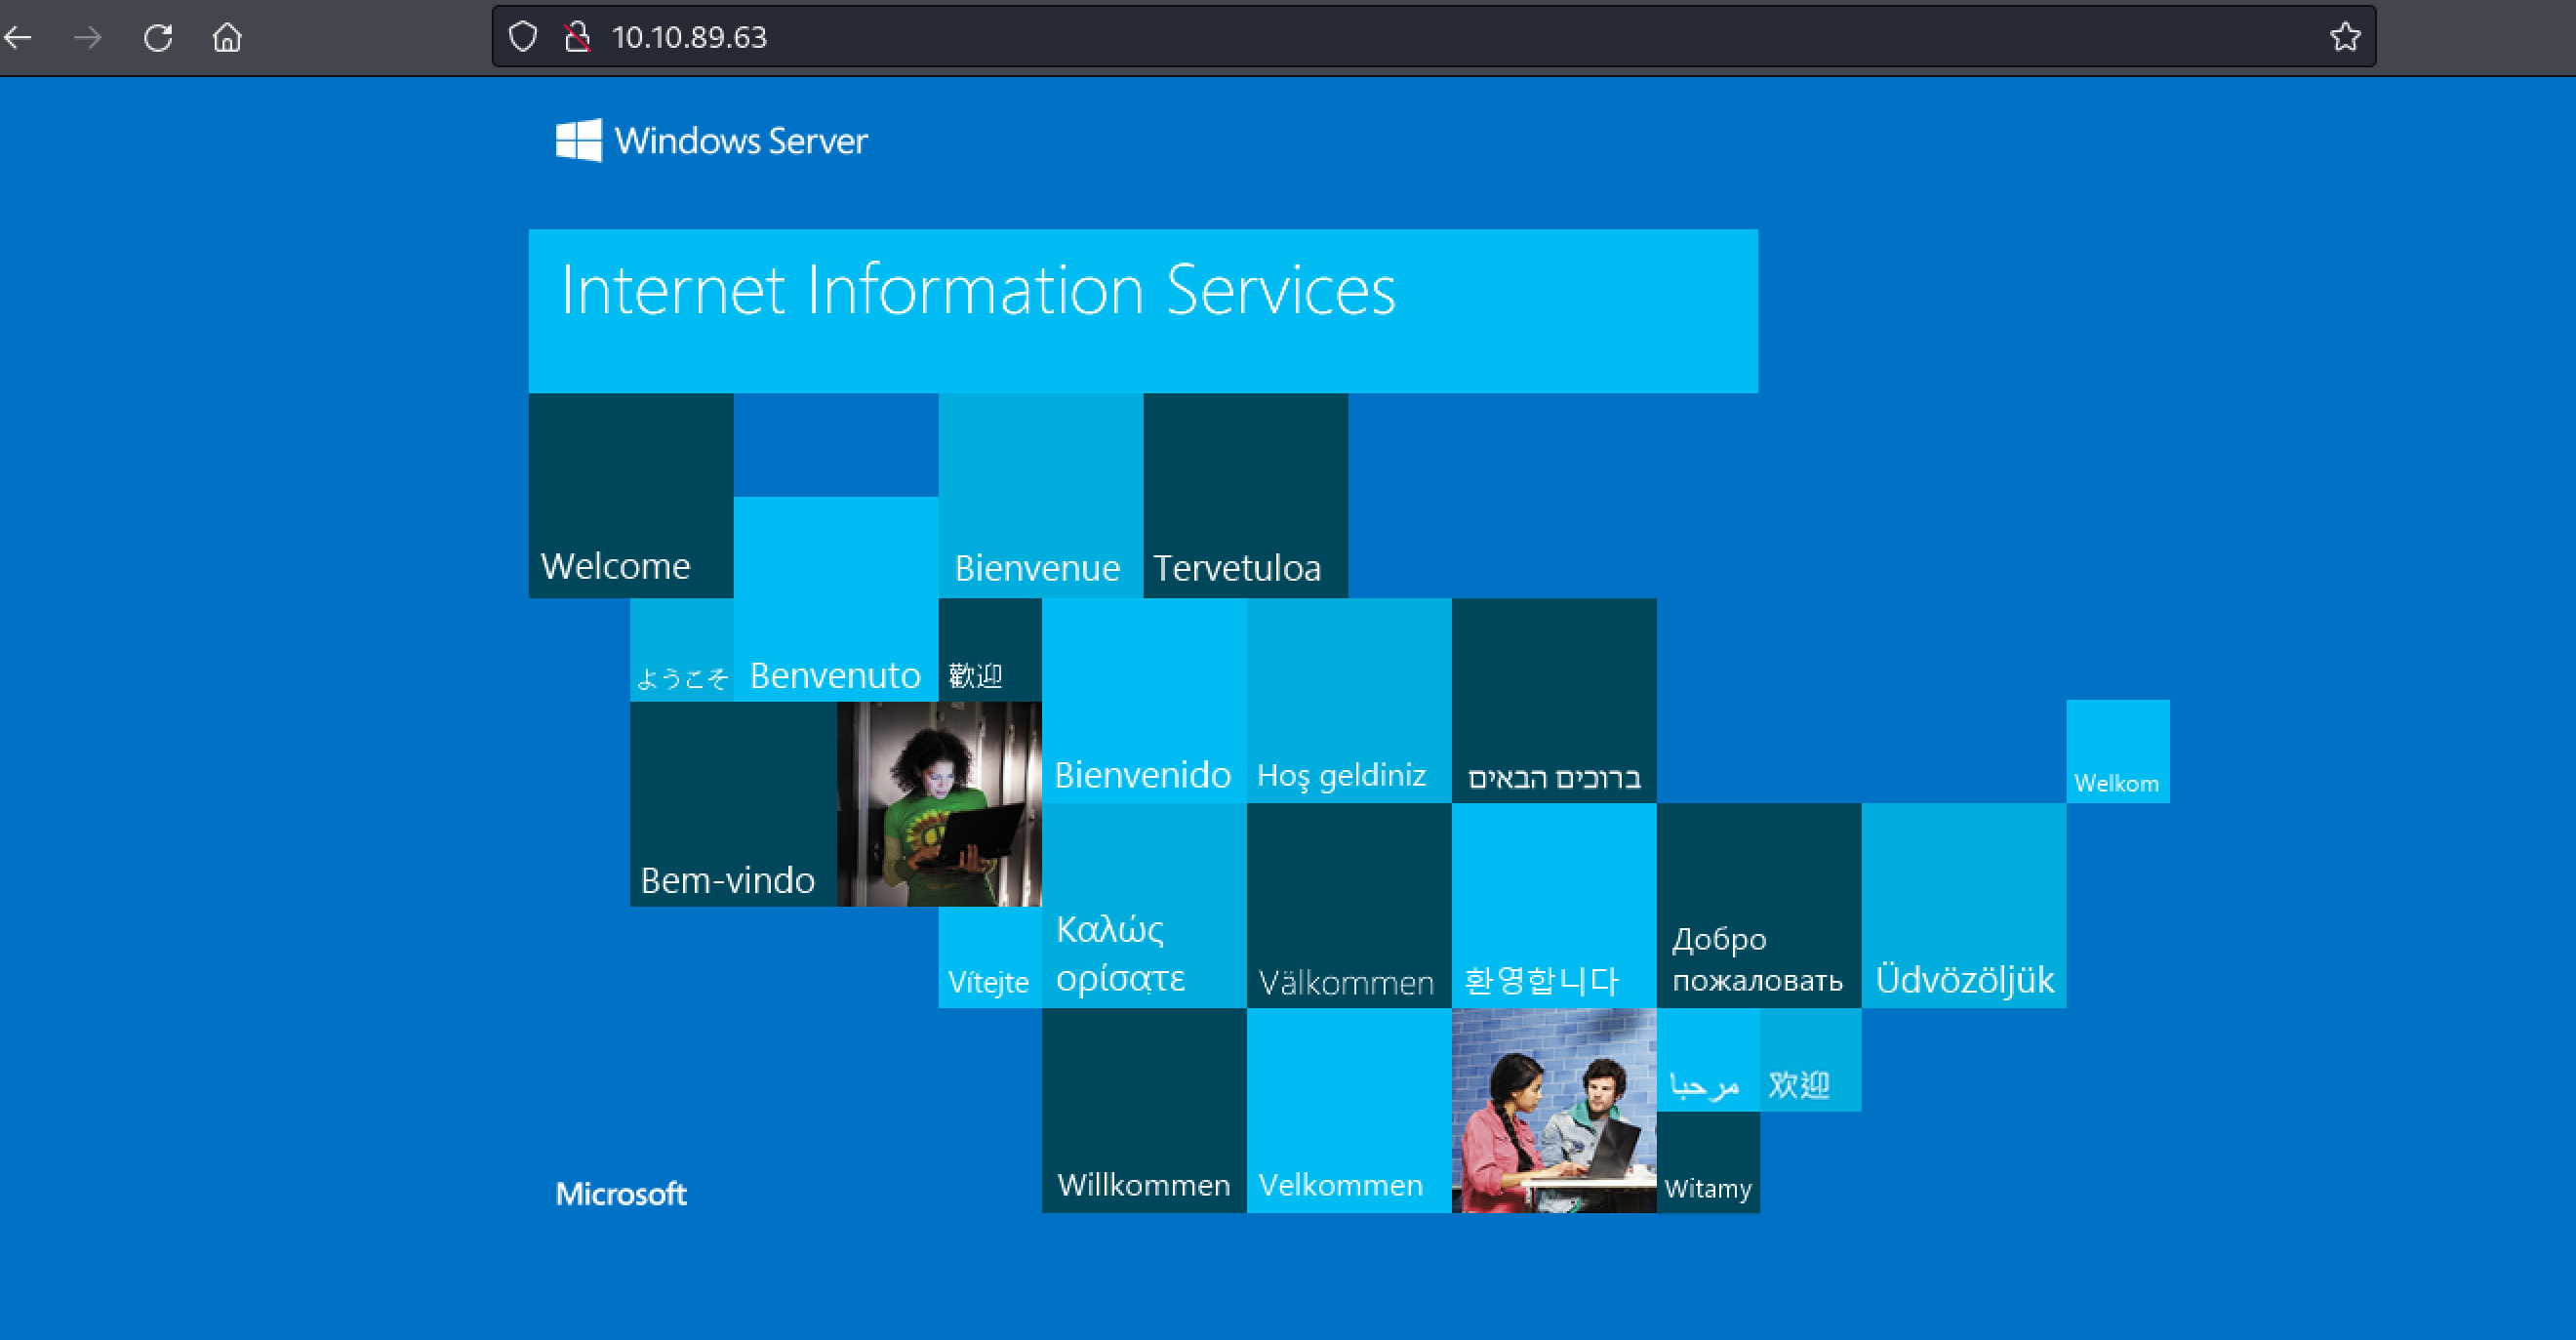 10.10.89.63
Windows Server
Internet Information Services
Welcome
Bienvenue
Tervetuloa
ようこそ
Benvenuto
歡迎
Bienvenido
Hoş geldiniz
ברוכים הבאים
Welkom
Bem-vindo
Vítejte
Καλώς
ορίσατε
Välkommen
환영합니다
Добро
пожаловать
Üdvözöljük
مرحبا
欢迎
Microsoft
Willkommen
Velkommen
Witamy